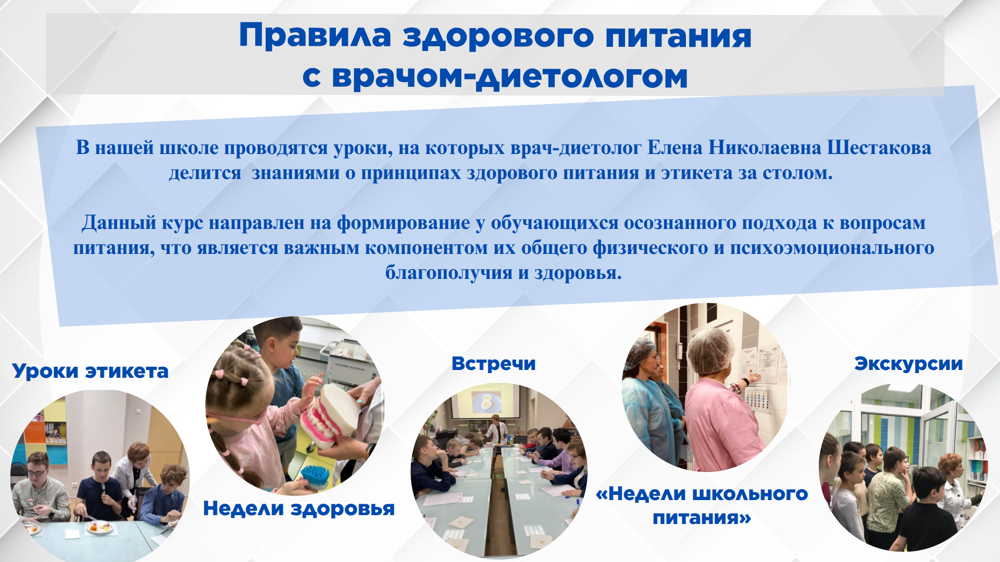 Правила здорового питания
с врачом-диетологом
В нашей школе проводятся уроки, на которых врач-диетолог Елена Николаевна Шестакова
делится знаниями о принципах здорового питания и этикета за столом.
Данный курс направлен на формирование у обучающихся осознанного подхода к вопросам
питания, что является важным компонентом их общего физического и психоэмоционального
благополучия и здоровья.
Уроки этикета
Недели здоровья
Встречи
«Недели школьного
питания»
Экскурсии